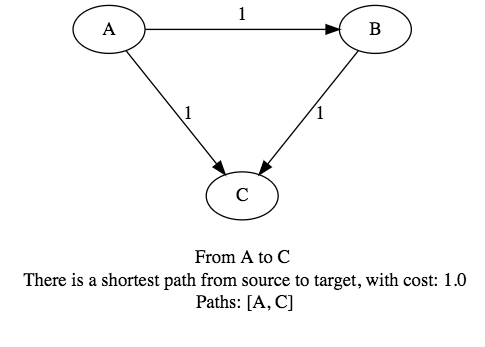 1
A
B
1
1
C
From A to C
There is a shortest path from source to target, with cost: 1.0
Paths: [A, C]